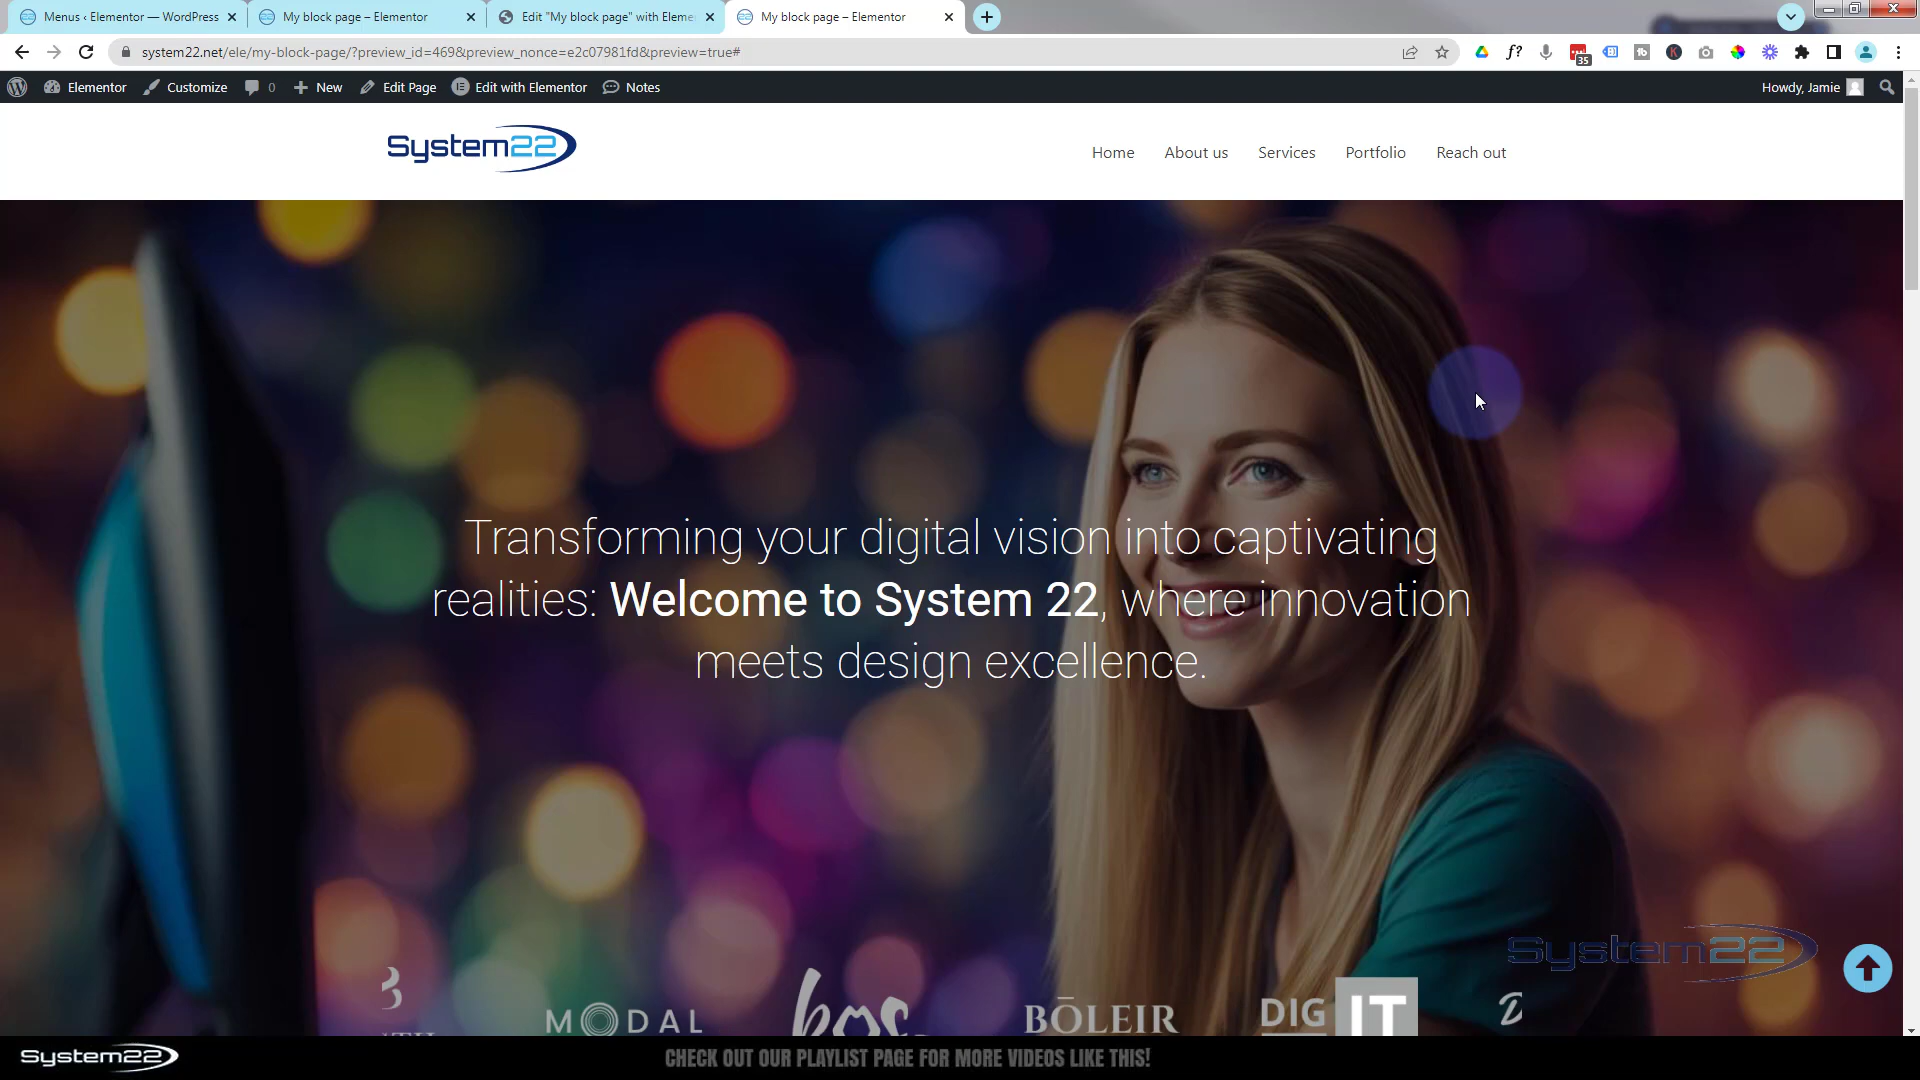 Menus ‹ Elementor — WordPress
My block page – Elementor
Edit "My block page" with Eleme
My block page – Elementor
system22.net/ele/my-block-page/?preview_id=469&preview_nonce=e2c07981fd&preview=true#
f?
35
Elementor
Customize
0
New
Edit Page
Edit with Elementor
Notes
Howdy, Jamie
System22
Home
About us
Services
Portfolio
Reach out
Transforming your digital vision into captivating
realities: Welcome to System 22, where innovation
meets design excellence.
System22
MODAL
BŌLEIR
DIG IT
System22
CHECK OUT OUR PLAYLIST PAGE FOR MORE VIDEOS LIKE THIS!